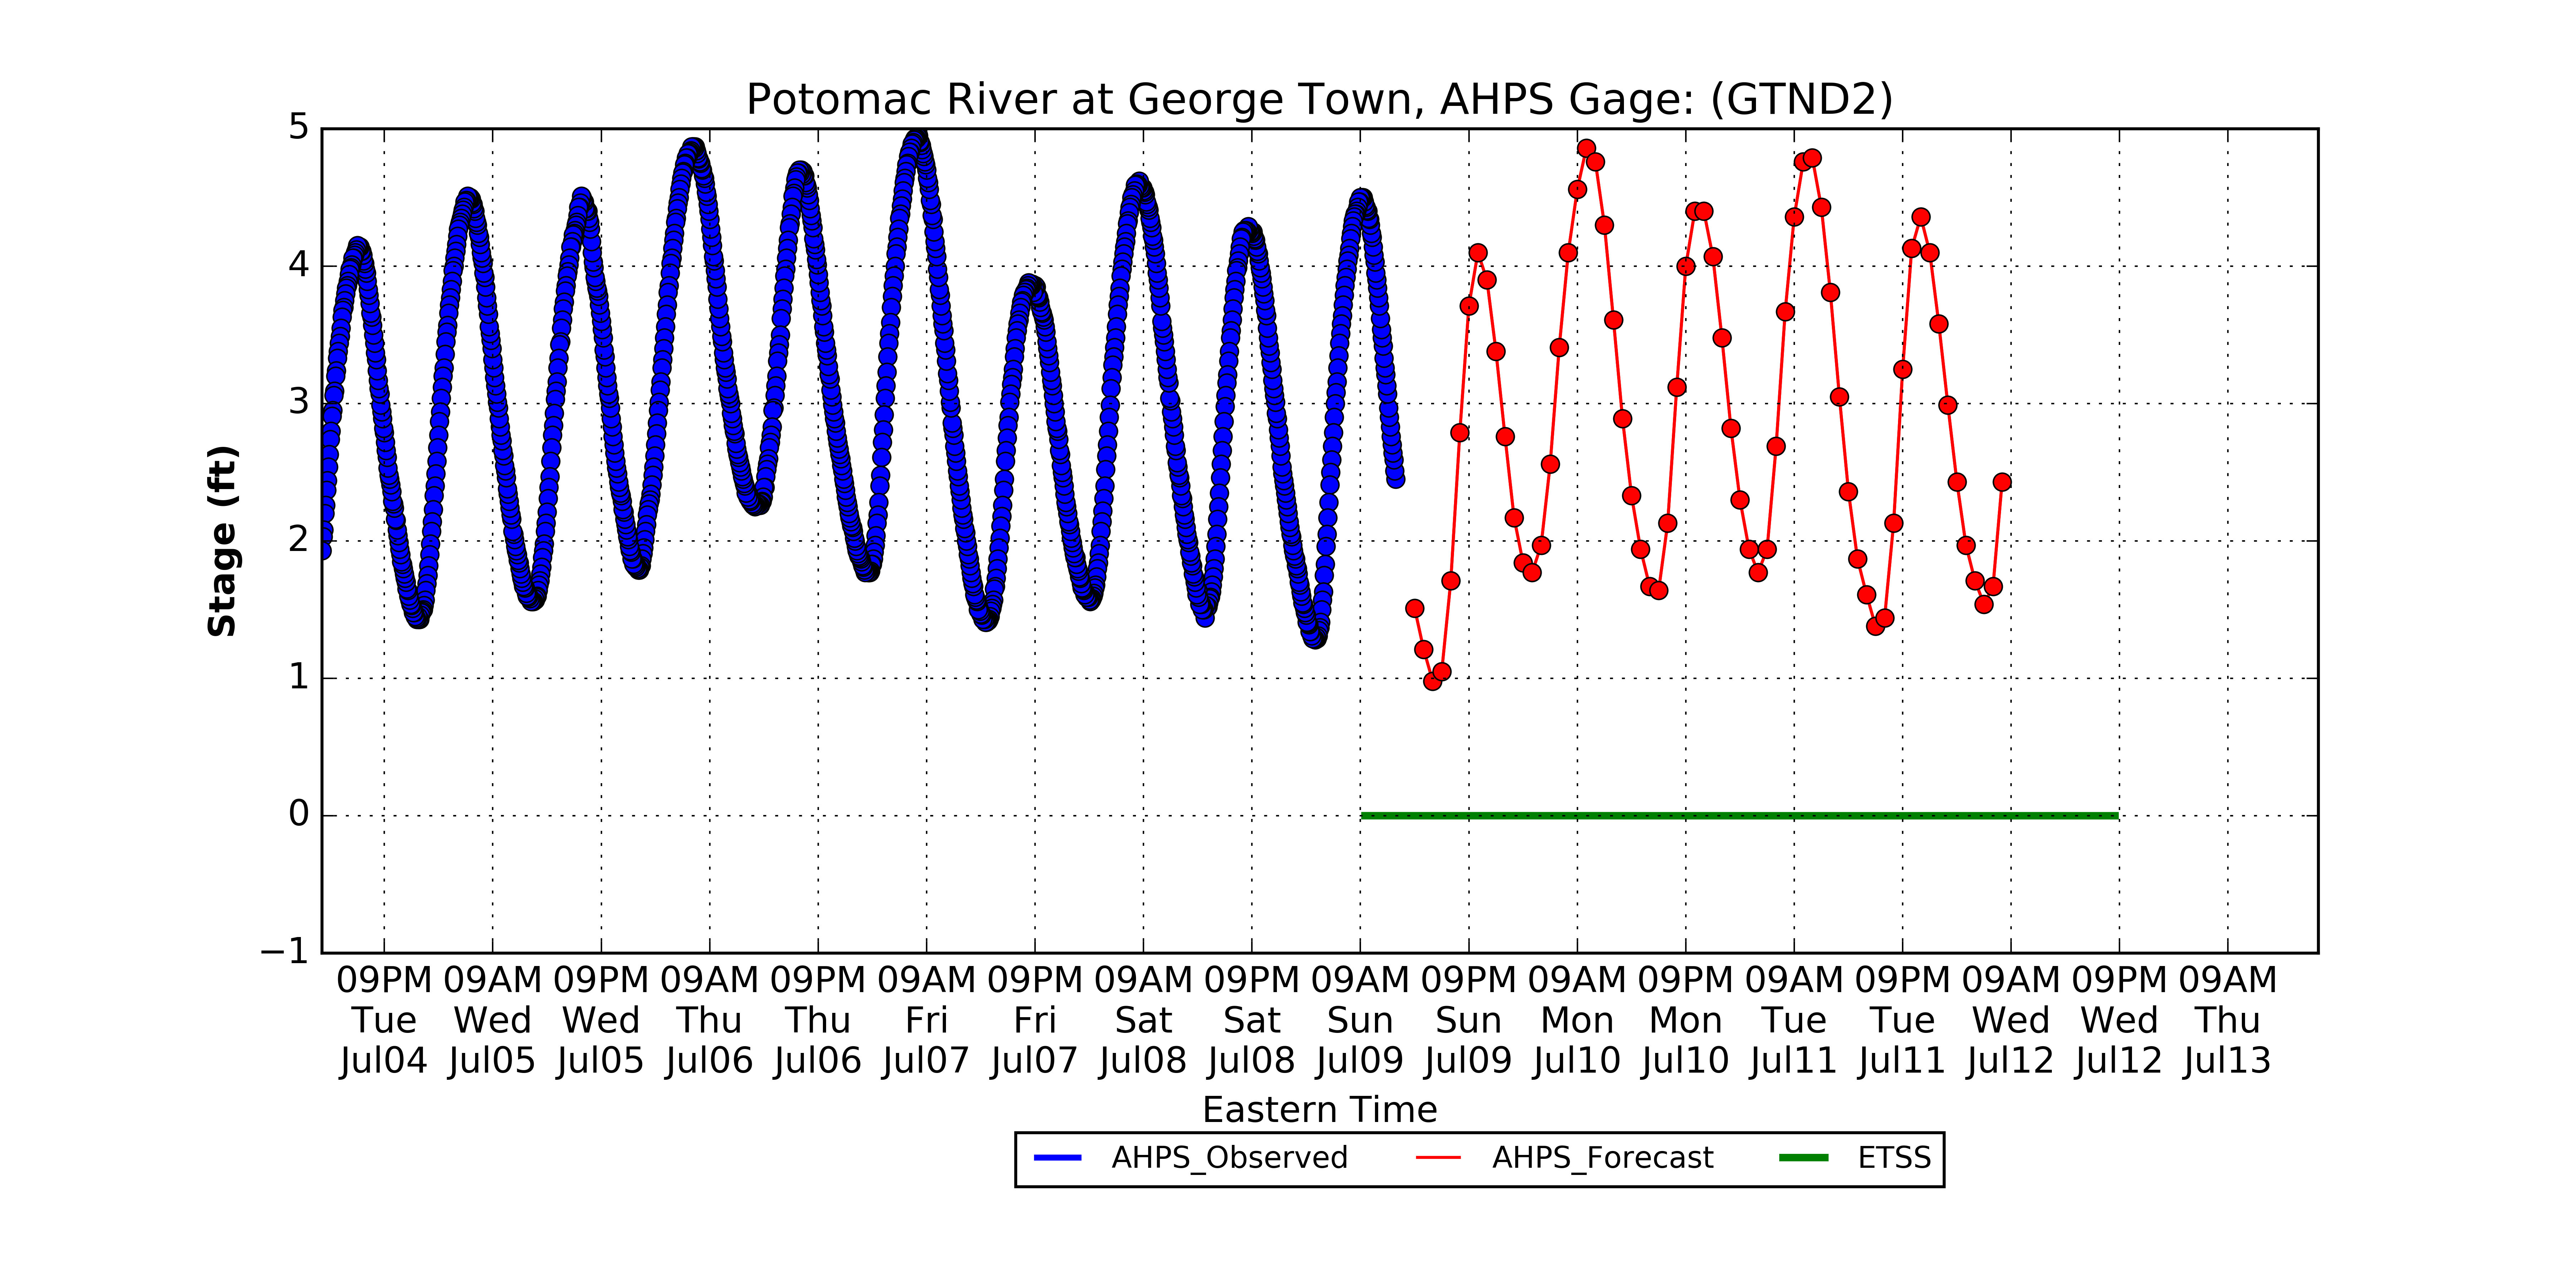 Potomac River at George Town, AHPS Gage: (GTND2)
5
4
3
2
1
0
−1
Stage (ft)
09PM 09AM 09PM 09AM 09PM 09AM 09PM 09AM 09PM 09AM 09PM 09AM 09PM 09AM 09PM 09AM 09PM 09AM
Tue Wed Wed Thu Thu Fri Fri Sat Sat Sun Sun Mon Mon Tue Tue Wed Wed Thu
Jul04 Jul05 Jul05 Jul06 Jul06 Jul07 Jul07 Jul08 Jul08 Jul09 Jul09 Jul10 Jul10 Jul11 Jul11 Jul12 Jul12 Jul13
Eastern Time
AHPS_Observed AHPS_Forecast ETSS